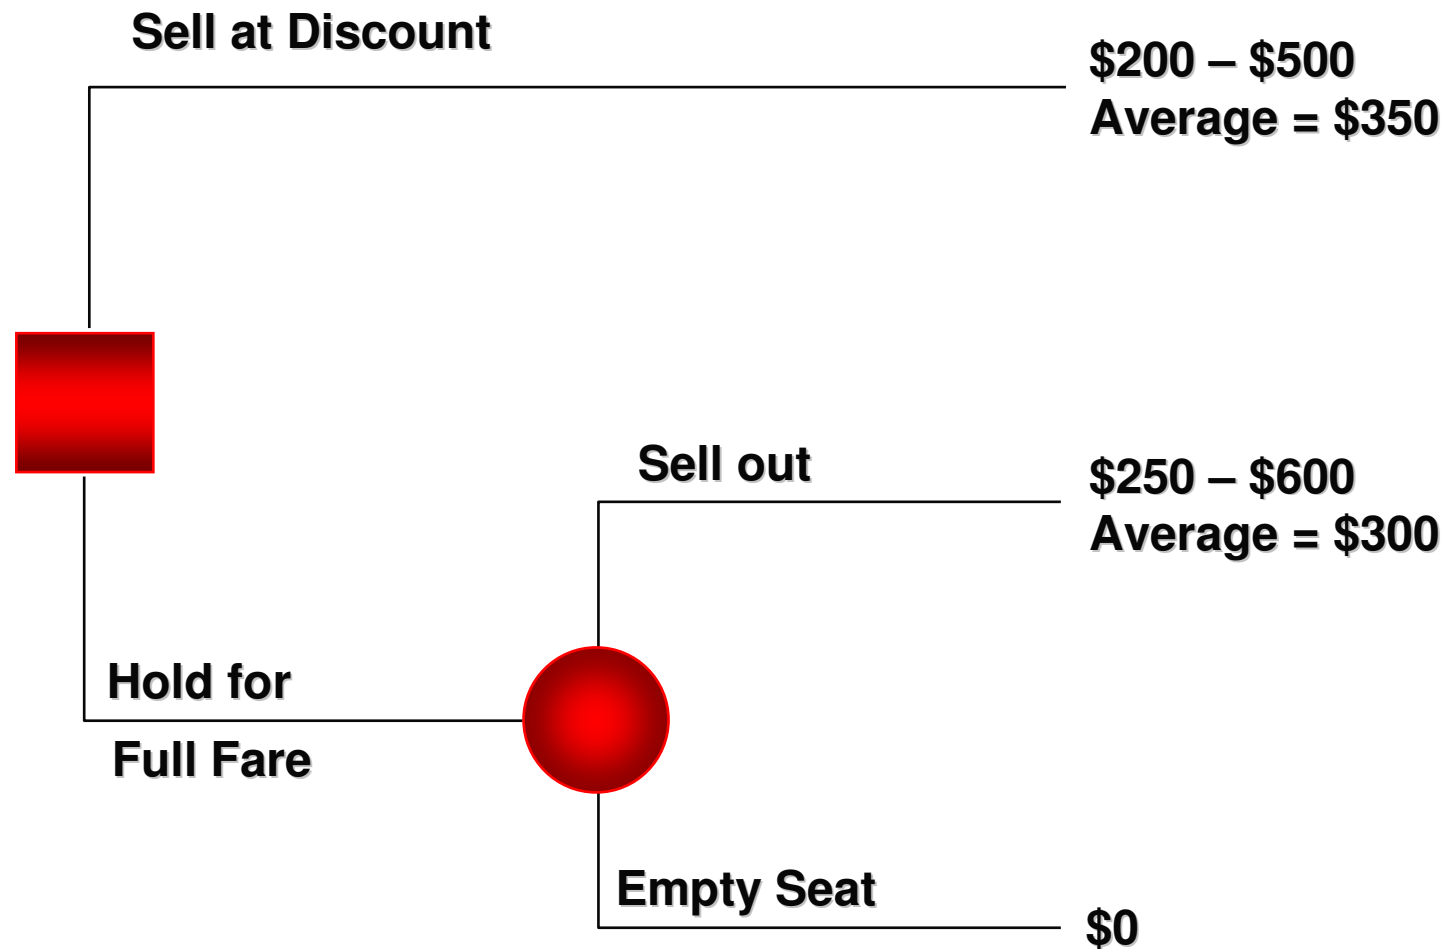 Sell at Discount
$200 – $500
Average = $350
Sell out
$250 – $600
Average = $300
Hold for
Full Fare
Empty Seat
$0